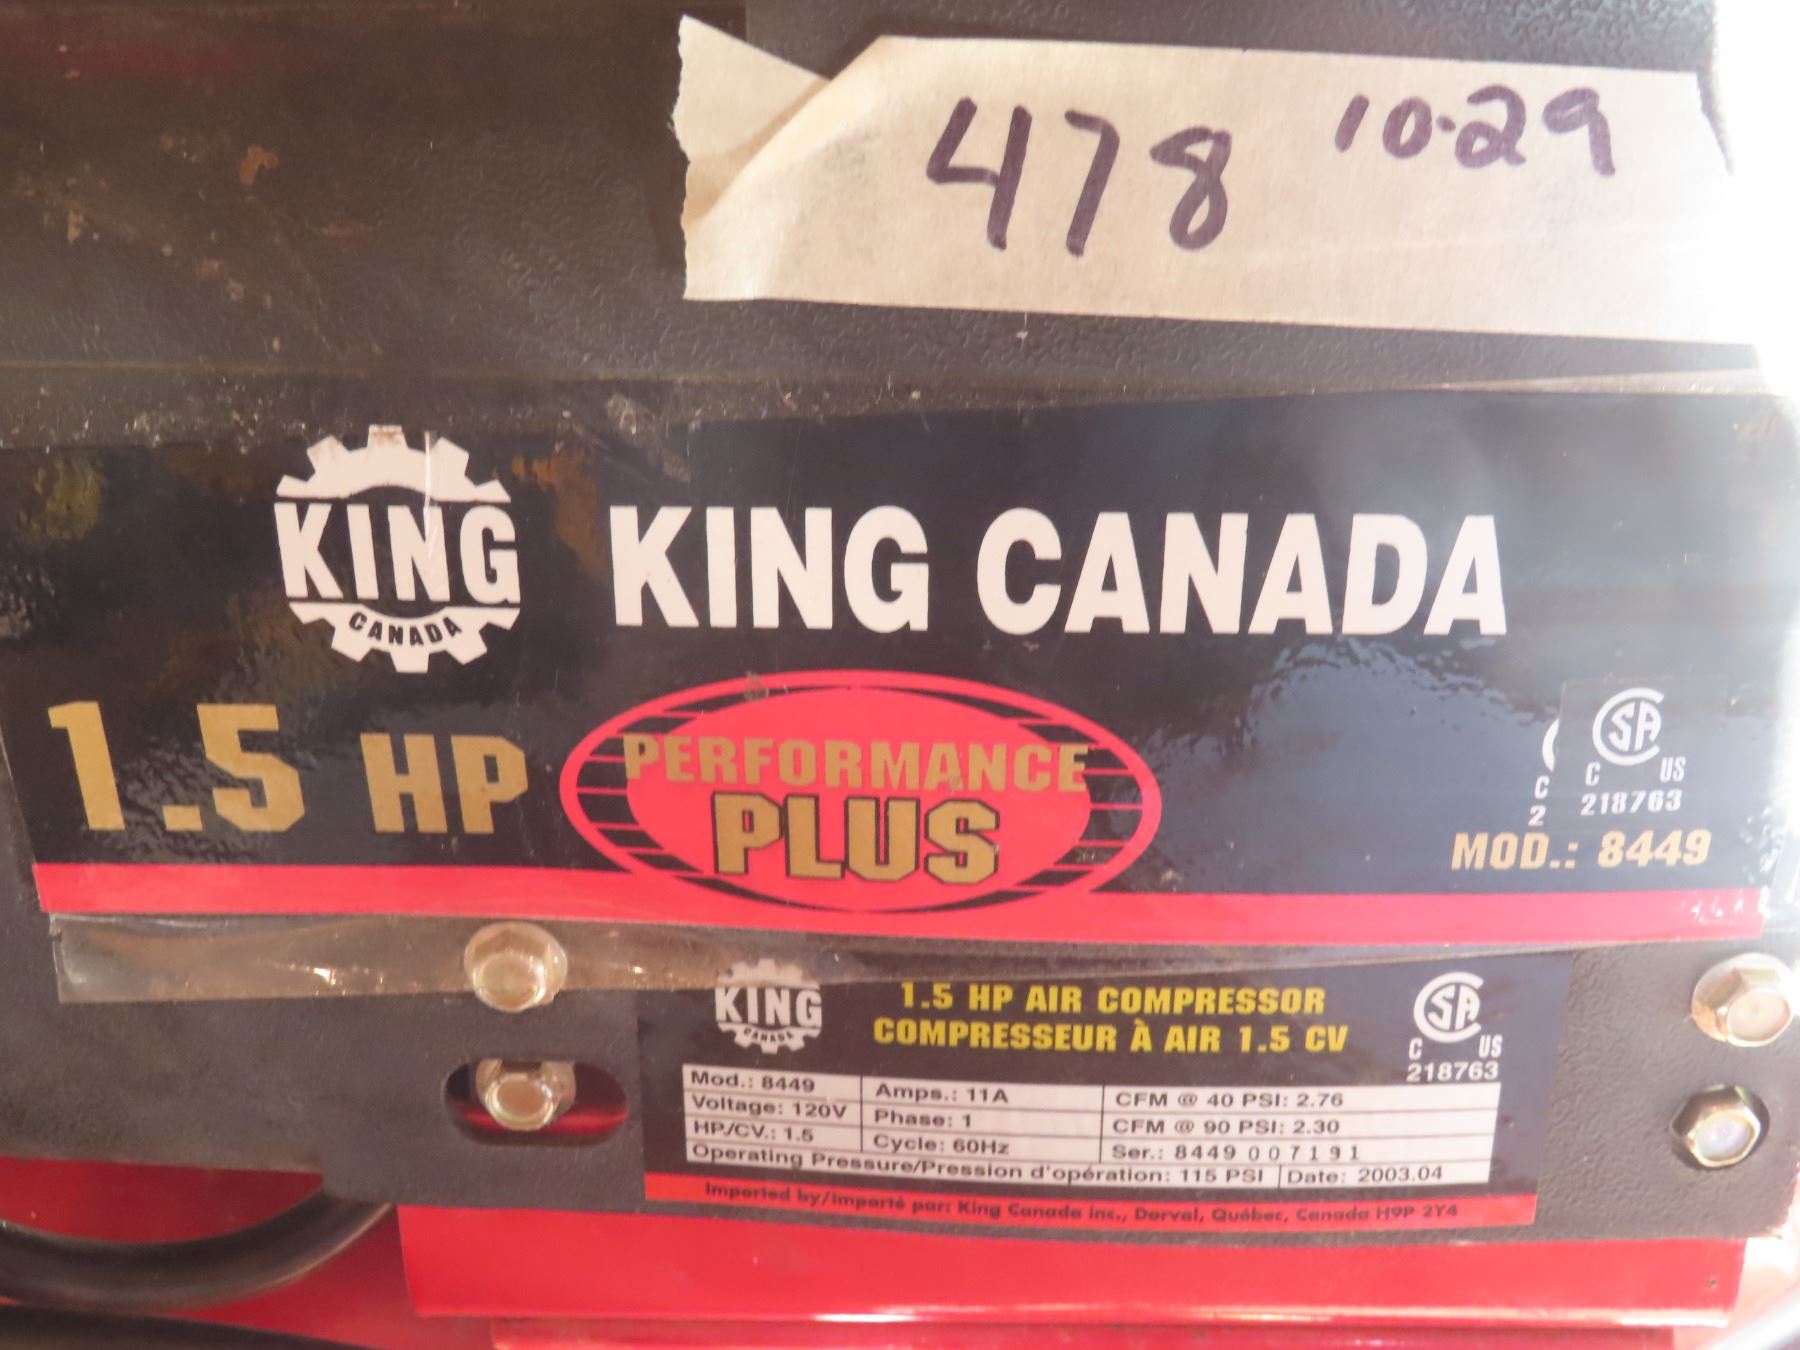 478 10-29
KING
CANADA
KING CANADA
1.5 HP
PERFORMANCE
PLUS
C
2
SA
C US
218763
MOD.: 8449
KING
CANADA
1.5 HP AIR COMPRESSOR
COMPRESSEUR À AIR 1.5 CV
SA
C US
218763
Mod.: 8449 Amps.: 11A CFM @ 40 PSI: 2.76
Voltage: 120V Phase: 1 CFM @ 90 PSI: 2.30
HP/CV.: 1.5 Cycle: 60Hz Ser.: 8449 007191
Operating Pressure/Pression d'opération: 115 PSI Date: 2003.04
Imported by/Importé par: King Canada inc., Dorval, Québec, Canada H9P 2Y4